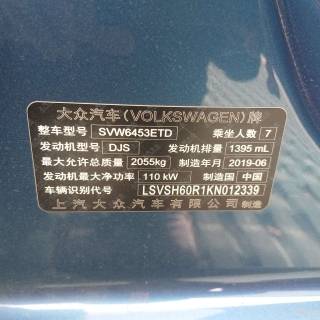 大众汽车(VOLKSWAGEN)牌
整车型号 SVW6453ETD 乘坐人数 7
发动机型号 DJS 发动机排量 1395 mL
最大允许总质量 2055kg 制造年月 2019-06
发动机最大净功率 110 kW 制造国 中国
车辆识别代号 LSVSH60R1KN012339
上汽大众汽车有限公司 制造